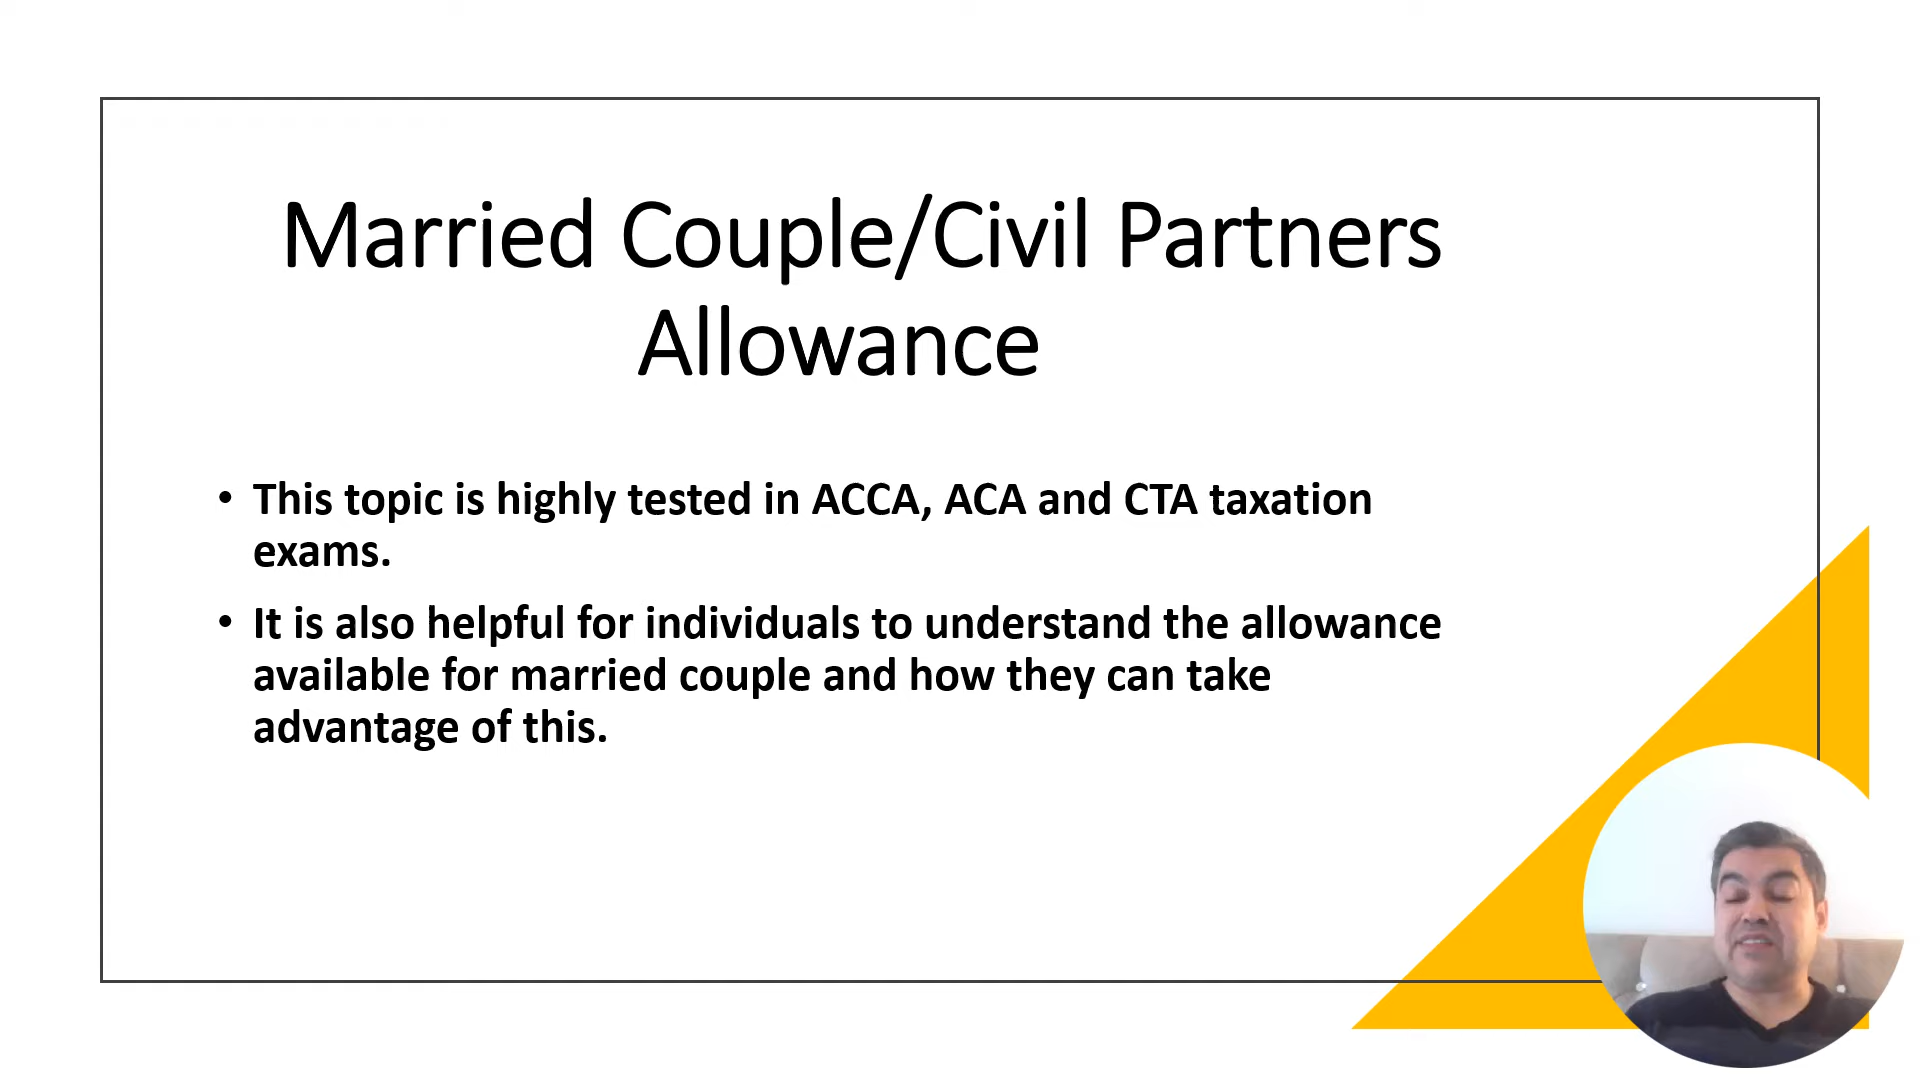 Married Couple/Civil Partners
Allowance
• This topic is highly tested in ACCA, ACA and CTA taxation
exams.
• It is also helpful for individuals to understand the allowance
available for married couple and how they can take
advantage of this.